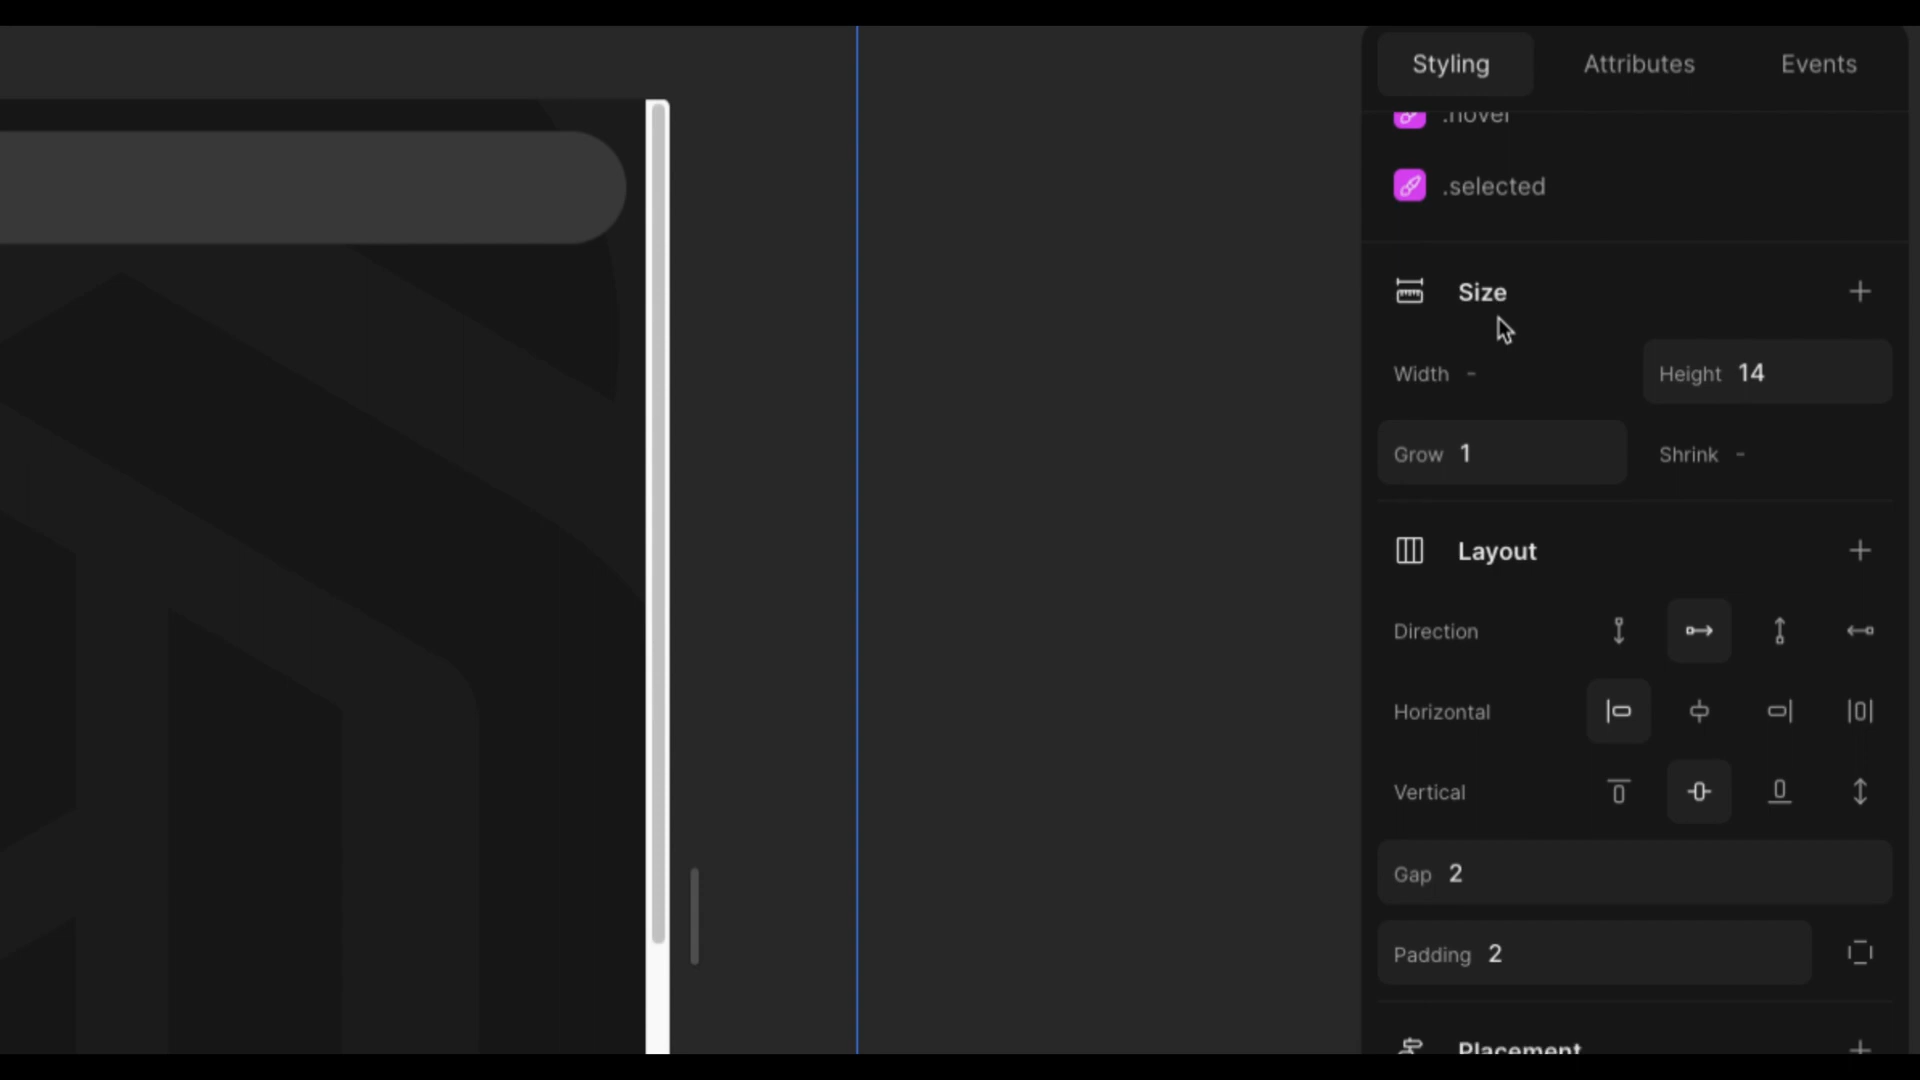 Styling Attributes Events
.hover
.selected
Size
Width - Height 14
Grow 1 Shrink -
Layout
Direction
Horizontal
Vertical
Gap 2
Padding 2
Placement